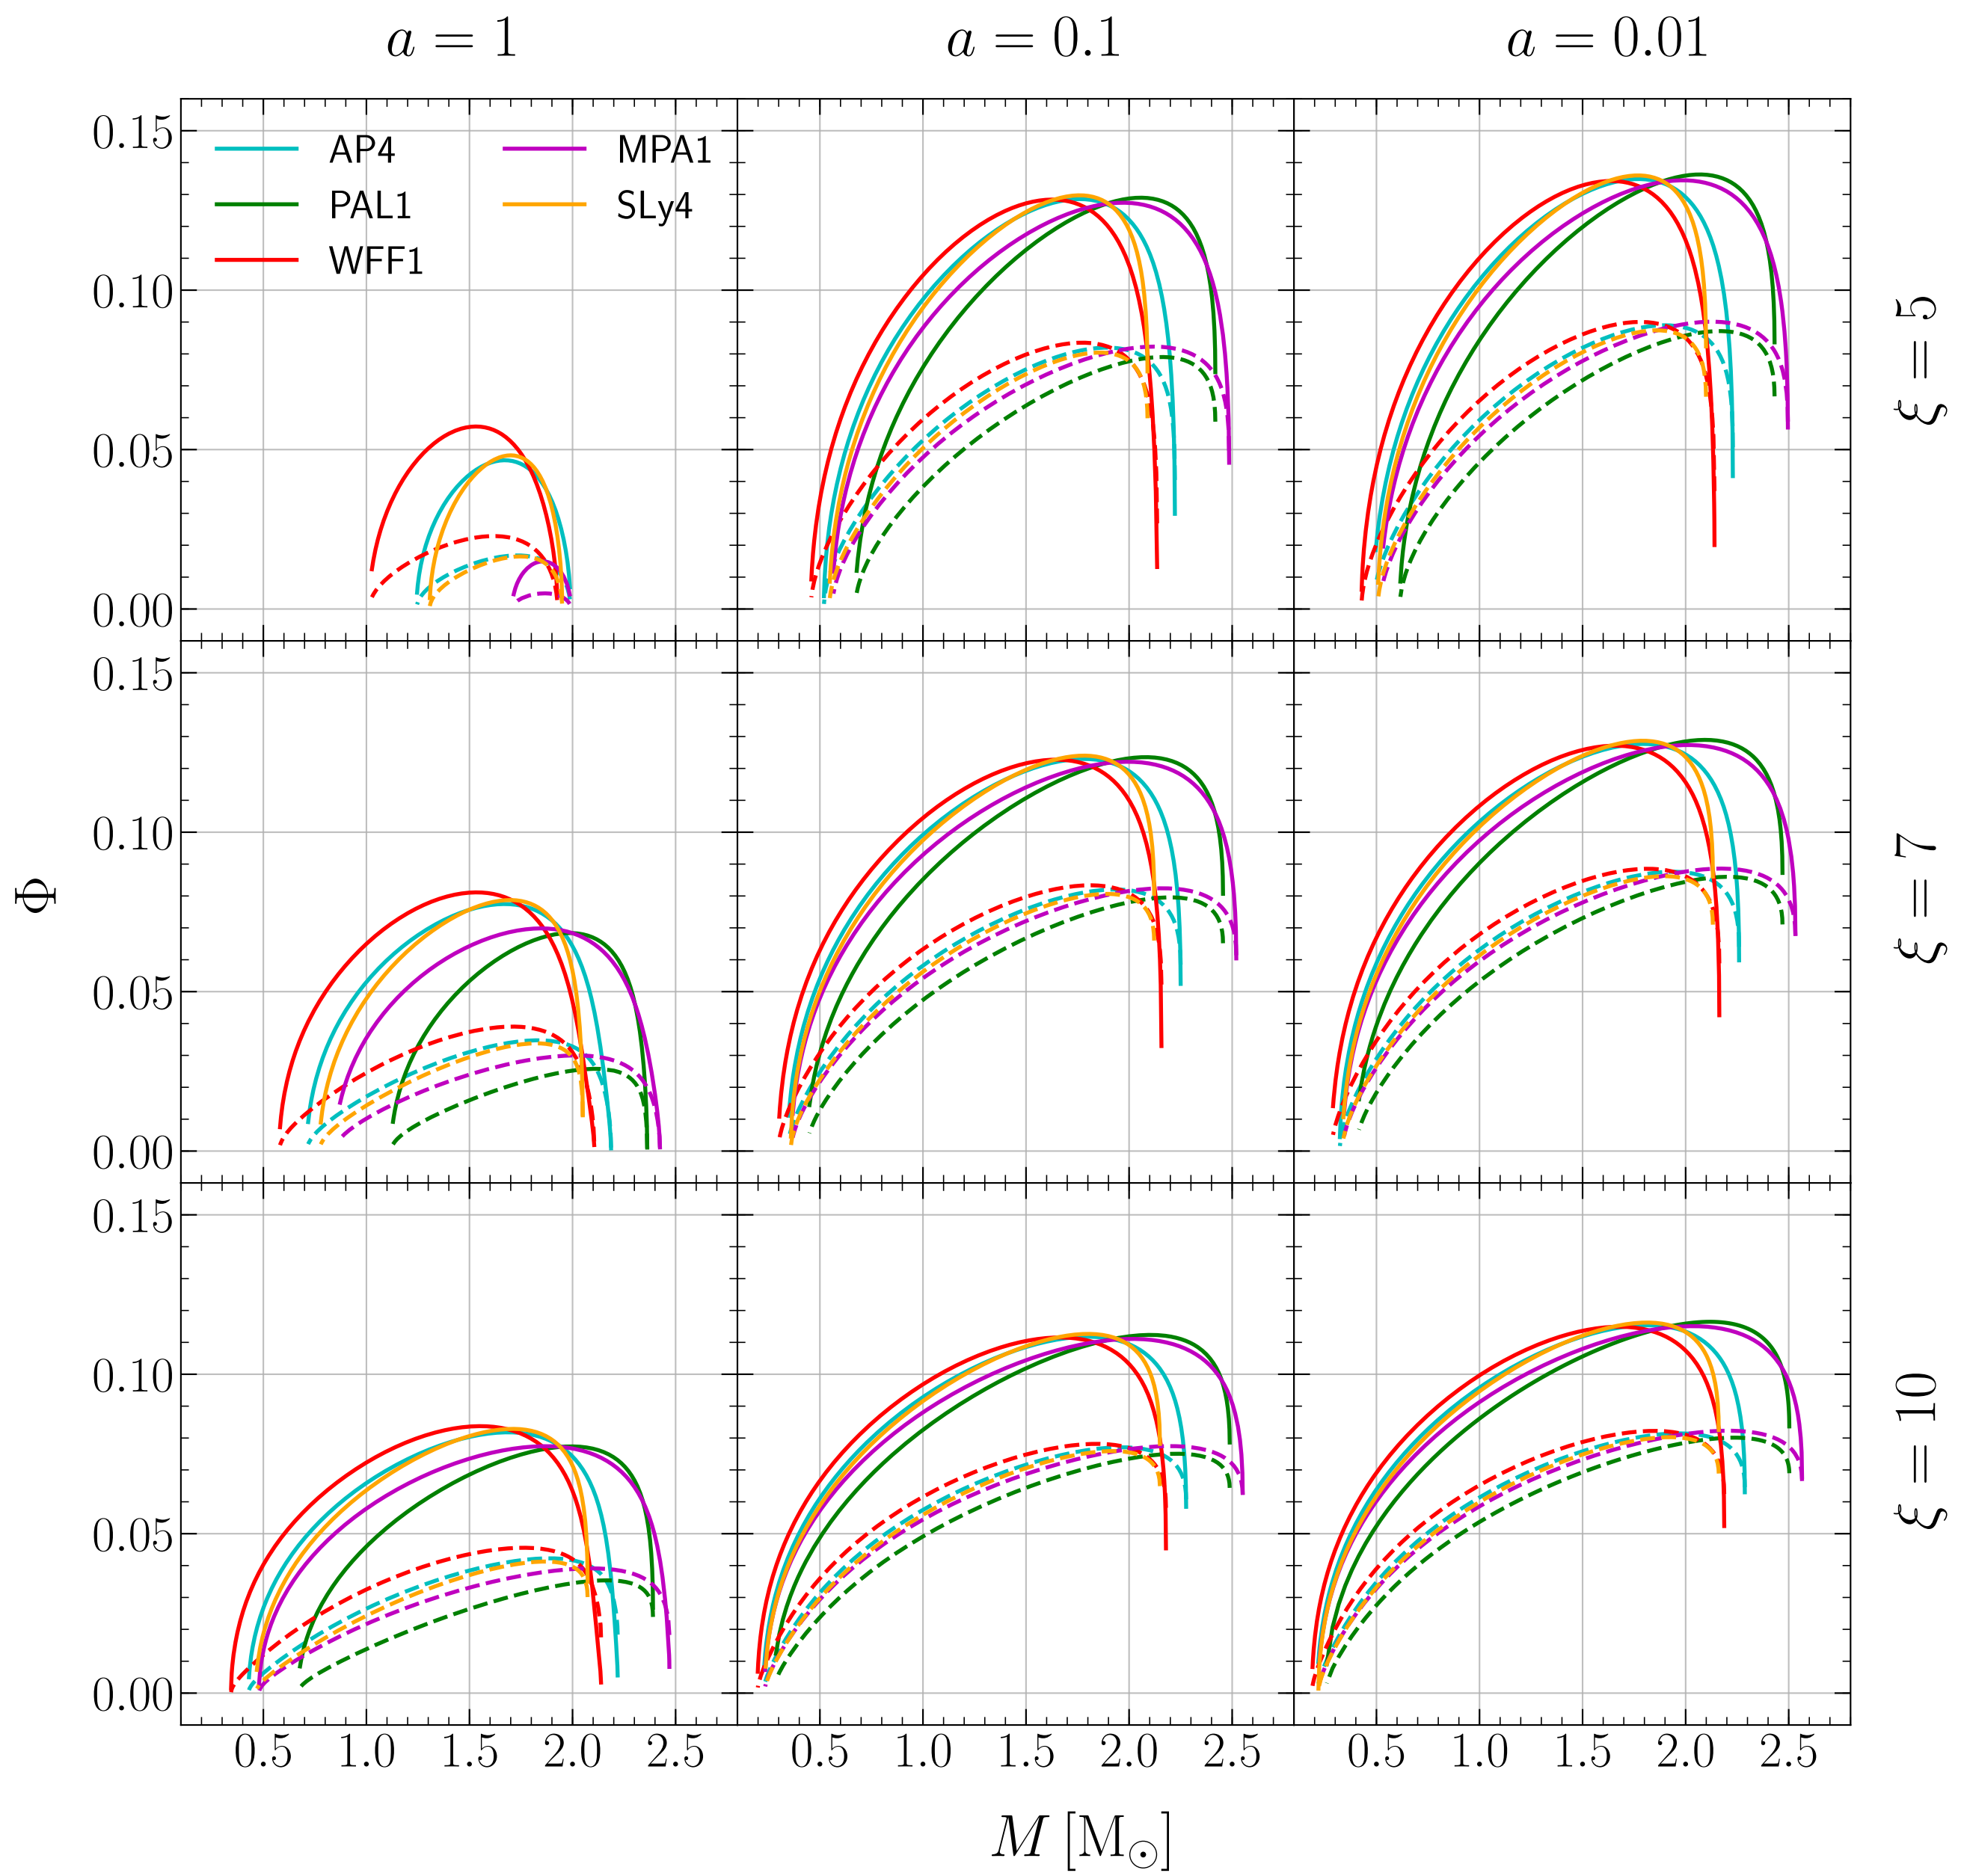 a = 1 a = 0.1 a = 0.01
0.15
0.10
0.05
0.00
AP4 MPA1
PAL1 SLy4
WFF1
ξ = 5
0.15
0.10
0.05
0.00
Φ
ξ = 7
0.15
0.10
0.05
0.00
ξ = 10
0.5 1.0 1.5 2.0 2.5 0.5 1.0 1.5 2.0 2.5 0.5 1.0 1.5 2.0 2.5
M [M☉]